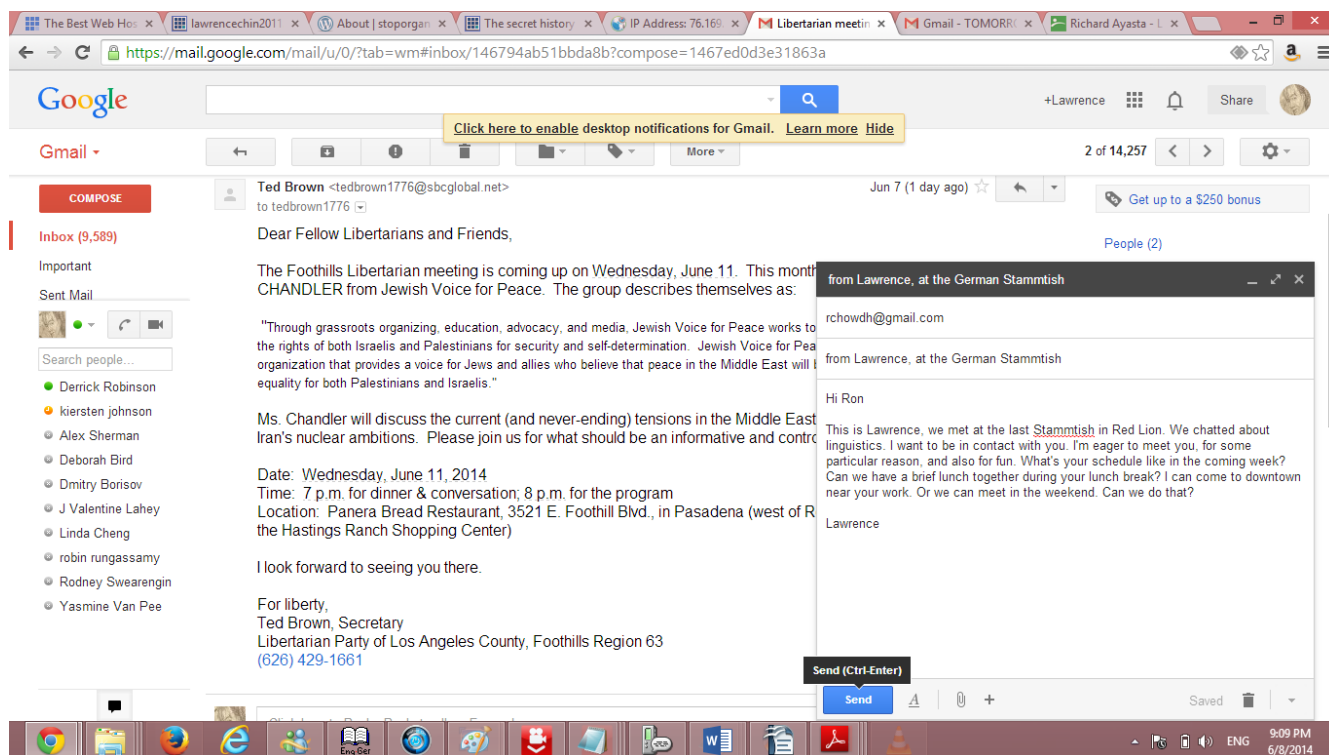 The Best Web Hos
lawrencechin2011
About | stoporgan
The secret history
IP Address: 76.169.
Libertarian meetin
Gmail - TOMORR
Richard Ayasta - L
https://mail.google.com/mail/u/0/?tab=wm#inbox/146794ab51bbda8b?compose=1467ed0d3e31863a
Google
+Lawrence
Share
Click here to enable desktop notifications for Gmail. Learn more Hide
Gmail
More
2 of 14,257
COMPOSE
Inbox (9,589)
Important
Sent Mail
Search people...
Derrick Robinson
kiersten johnson
Alex Sherman
Deborah Bird
Dmitry Borisov
J Valentine Lahey
Linda Cheng
robin rungassamy
Rodney Swearengin
Yasmine Van Pee
Ted Brown <tedbrown1776@sbcglobal.net>
Jun 7 (1 day ago)
to tedbrown1776
Dear Fellow Libertarians and Friends,
The Foothills Libertarian meeting is coming up on Wednesday, June 11. This month
CHANDLER from Jewish Voice for Peace. The group describes themselves as:
"Through grassroots organizing, education, advocacy, and media, Jewish Voice for Peace works to
the rights of both Israelis and Palestinians for security and self-determination. Jewish Voice for Pea
organization that provides a voice for Jews and allies who believe that peace in the Middle East will
equality for both Palestinians and Israelis."
Ms. Chandler will discuss the current (and never-ending) tensions in the Middle East
Iran's nuclear ambitions. Please join us for what should be an informative and contro
Date: Wednesday, June 11, 2014
Time: 7 p.m. for dinner & conversation; 8 p.m. for the program
Location: Panera Bread Restaurant, 3521 E. Foothill Blvd., in Pasadena (west of R
the Hastings Ranch Shopping Center)
I look forward to seeing you there.
For liberty,
Ted Brown, Secretary
Libertarian Party of Los Angeles County, Foothills Region 63
(626) 429-1661
Get up to a $250 bonus
People (2)
from Lawrence, at the German Stammtish
rchowdh@gmail.com
from Lawrence, at the German Stammtish
Hi Ron
This is Lawrence, we met at the last Stammtish in Red Lion. We chatted about
linguistics. I want to be in contact with you. I'm eager to meet you, for some
particular reason, and also for fun. What's your schedule like in the coming week?
Can we have a brief lunch together during your lunch break? I can come to downtown
near your work. Or we can meet in the weekend. Can we do that?
Lawrence
Send (Ctrl-Enter)
Send
Saved
Eng Ger
ENG
9:09 PM
6/8/2014